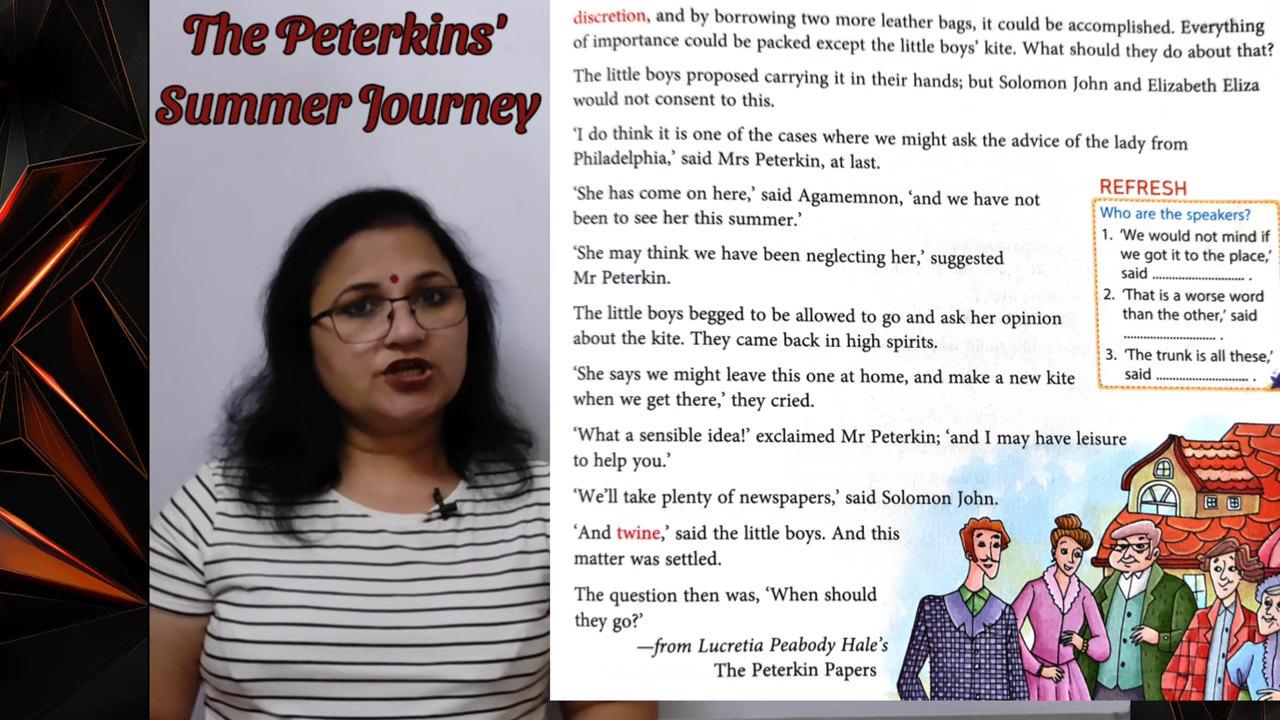 The Peterkins'
Summer Journey
discretion, and by borrowing two more leather bags, it could be accomplished. Everything
of importance could be packed except the little boys' kite. What should they do about that?
The little boys proposed carrying it in their hands; but Solomon John and Elizabeth Eliza
would not consent to this.
'I do think it is one of the cases where we might ask the advice of the lady from
Philadelphia,' said Mrs Peterkin, at last.
'She has come on here,' said Agamemnon, 'and we have not
been to see her this summer.'
'She may think we have been neglecting her,' suggested
Mr Peterkin.
The little boys begged to be allowed to go and ask her opinion
about the kite. They came back in high spirits.
'She says we might leave this one at home, and make a new kite
when we get there,' they cried.
'What a sensible idea!' exclaimed Mr Peterkin; 'and I may have leisure
to help you.'
'We'll take plenty of newspapers,' said Solomon John.
'And twine,' said the little boys. And this
matter was settled.
The question then was, 'When should
they go?'
—from Lucretia Peabody Hale's
The Peterkin Papers
REFRESH
Who are the speakers?
1. 'We would not mind if
we got it to the place,'
said .............................. .
2. 'That is a worse word
than the other,' said
.............................. .
3. 'The trunk is all these,'
said .............................. .